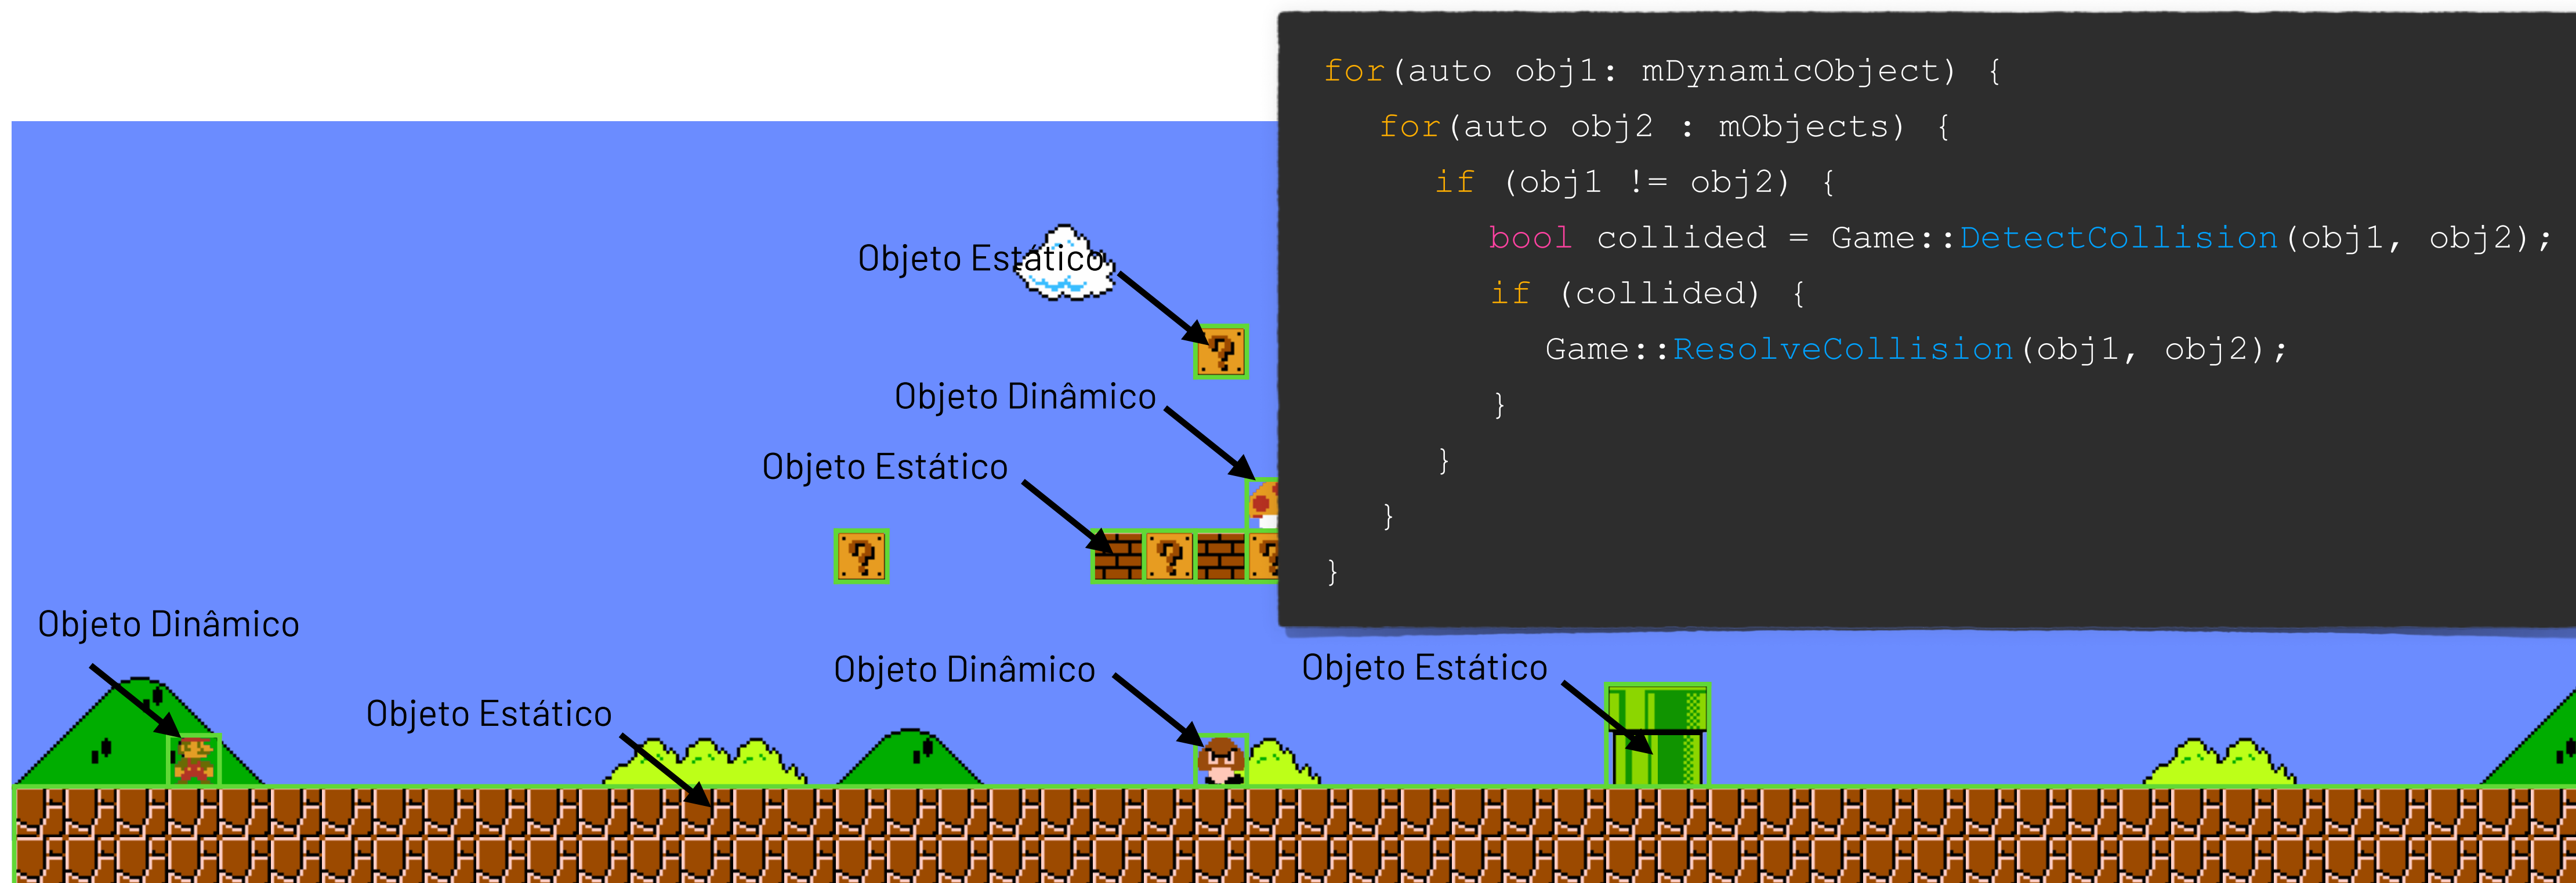 for(auto obj1: mDynamicObject) {
for(auto obj2 : mObjects) {
if (obj1 != obj2) {
bool collided = Game::DetectCollision(obj1, obj2);
if (collided) {
Game::ResolveCollision(obj1, obj2);
}
}
}
}
Objeto Estático
?
Objeto Dinâmico
Objeto Estático
? ? ?
Objeto Dinâmico
Objeto Estático
Objeto Dinâmico
Objeto Estático